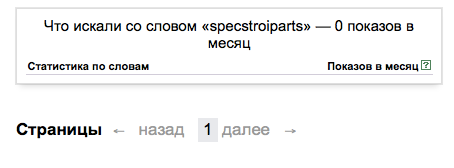 Что искали со словом «specstroiparts» — 0 показов в
месяц
Статистика по словам Показов в месяц ?
Страницы ← назад 1 далее →